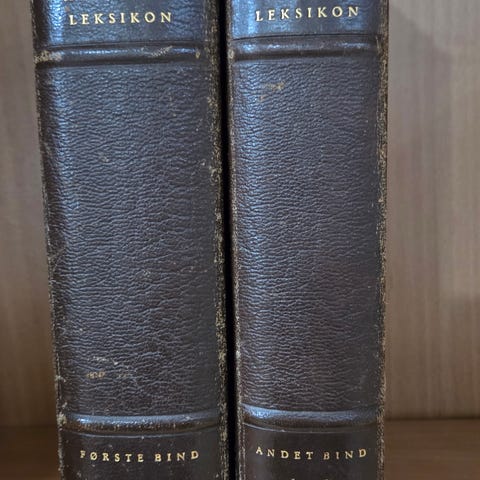 LEKSIKON
FØRSTE BIND
LEKSIKON
ANDET BIND